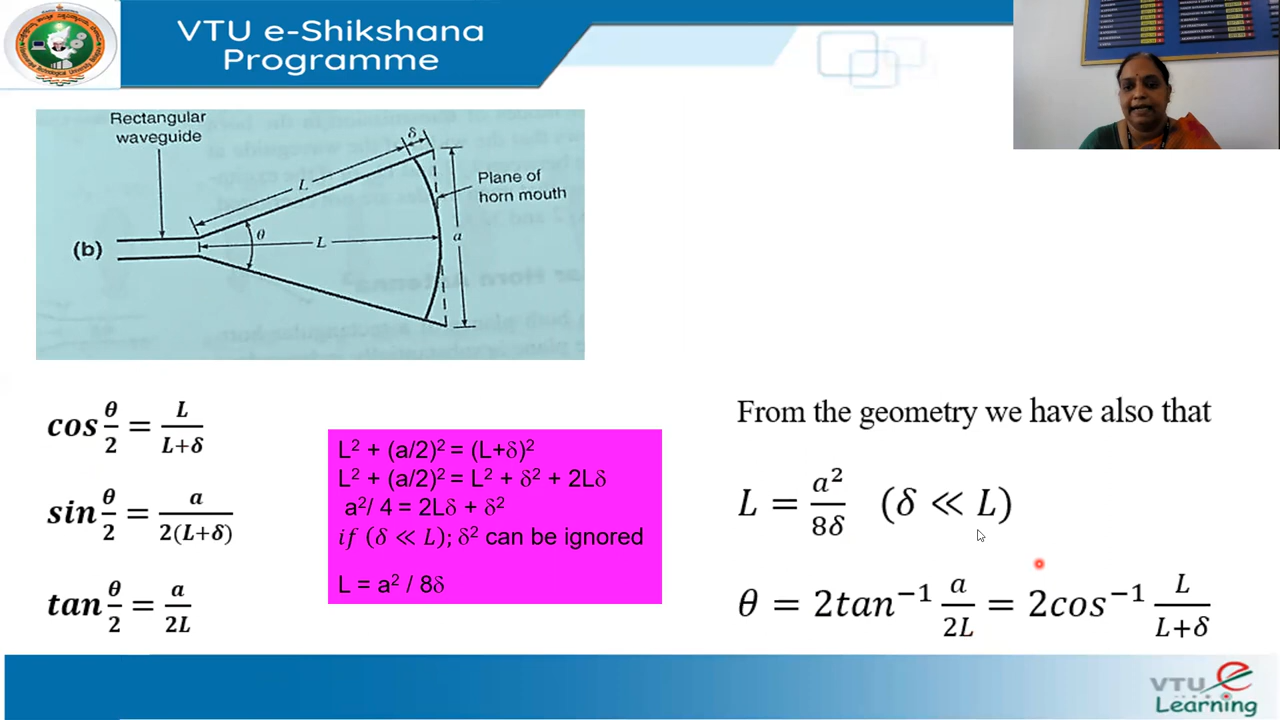 VTU e-Shikshana
Programme
Rectangular
waveguide
δ
L
Plane of
horn mouth
(b)
θ
L
a
cos θ/2 = L/(L+δ)
sin θ/2 = a/2(L+δ)
tan θ/2 = a/2L
L² + (a/2)² = (L+δ)²
L² + (a/2)² = L² + δ² + 2Lδ
a²/ 4 = 2Lδ + δ²
if (δ ≪ L); δ² can be ignored
L = a² / 8δ
From the geometry we have also that
L = a²/8δ (δ ≪ L)
θ = 2tan⁻¹ a/2L = 2cos⁻¹ L/(L+δ)
VTU e
Learning